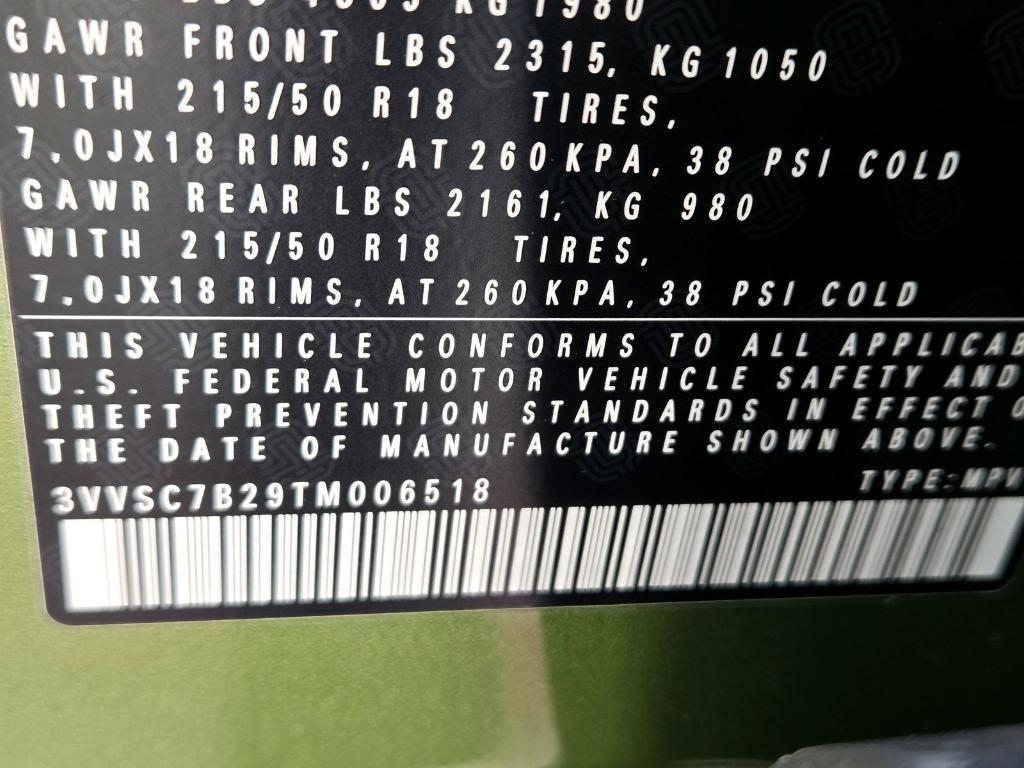 KG 1980
GAWR FRONT LBS 2315, KG 1050
WITH 215/50 R18 TIRES,
7,0JX18 RIMS, AT 260 KPA, 38 PSI COLD
GAWR REAR LBS 2161, KG 980
WITH 215/50 R18 TIRES,
7,0JX18 RIMS, AT 260 KPA, 38 PSI COLD
THIS VEHICLE CONFORMS TO ALL APPLICAB
U.S. FEDERAL MOTOR VEHICLE SAFETY AND
THEFT PREVENTION STANDARDS IN EFFECT O
THE DATE OF MANUFACTURE SHOWN ABOVE.
TYPE: MPV
3VVSC7B29TM006518